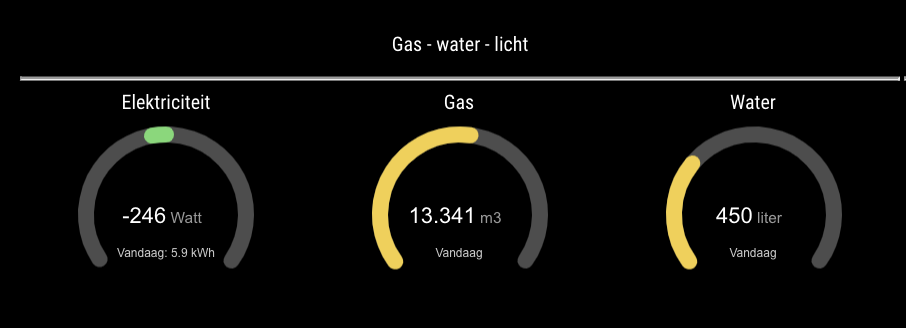 Gas - water - licht
Elektriciteit
Gas
Water
-246 Watt
13.341 m3
450 liter
Vandaag: 5.9 kWh
Vandaag
Vandaag